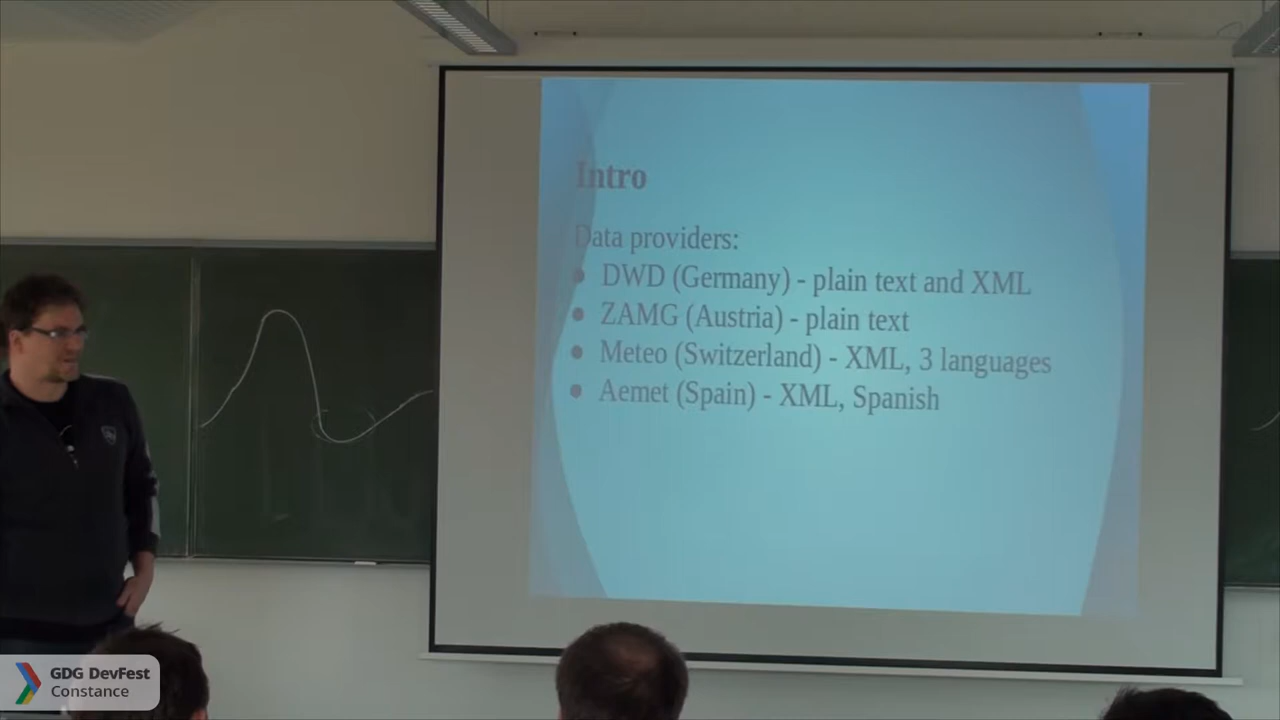 Intro
Data providers:
DWD (Germany) - plain text and XML
ZAMG (Austria) - plain text
Meteo (Switzerland) - XML, 3 languages
Aemet (Spain) - XML, Spanish
GDG DevFest
Constance